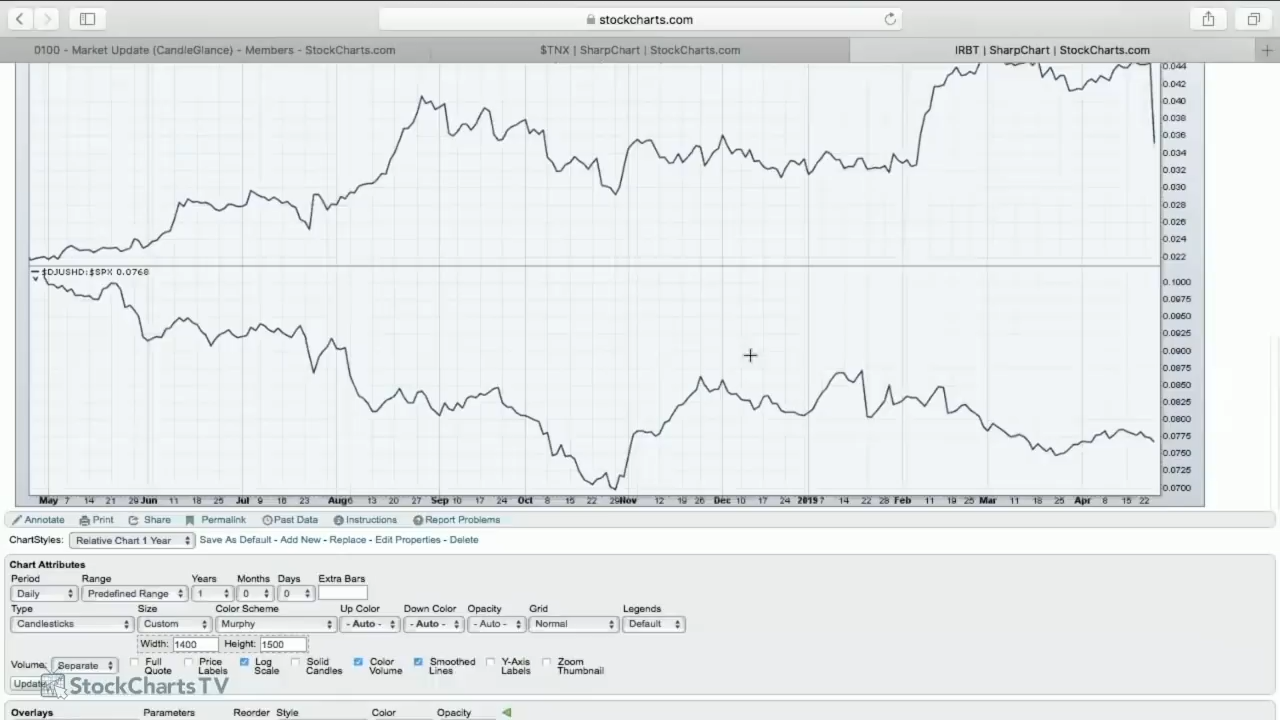 stockcharts.com
0100 - Market Update (CandleGlance) - Members - StockCharts.com $TNX | SharpChart | StockCharts.com IRBT | SharpChart | StockCharts.com
0.044
0.042
0.040
0.038
0.036
0.034
0.032
0.030
0.028
0.026
0.024
0.022
$DJUSHD:$SPX 0.0768
0.1000
0.0975
0.0950
0.0925
0.0900
0.0875
0.0850
0.0825
0.0800
0.0775
0.0750
0.0725
0.0700
May 7 14 21 29 Jun 11 18 25 Jul 9 16 23 Aug 6 13 20 27 Sep 10 17 24 Oct 8 15 22 29 Nov 12 19 26 Dec 10 17 24 2019 7 14 22 28 Feb 11 19 25 Mar 11 18 25 Apr 8 15 22
Annotate Print Share Permalink Past Data Instructions Report Problems
ChartStyles: Relative Chart 1 Year Save As Default - Add New - Replace - Edit Properties - Delete
Chart Attributes
Period Range Years Months Days Extra Bars
Daily Predefined Range 1 0 0
Type Size Color Scheme Up Color Down Color Opacity Grid Legends
Candlesticks Custom Murphy - Auto - - Auto - - Auto - Normal Default
Width: 1400 Height: 1500
Volume: Separate Full Quote Price Labels Log Scale Solid Candles Color Volume Smoothed Lines Y-Axis Labels Zoom Thumbnail
Update
StockChartsTV
Overlays Parameters Reorder Style Color Opacity